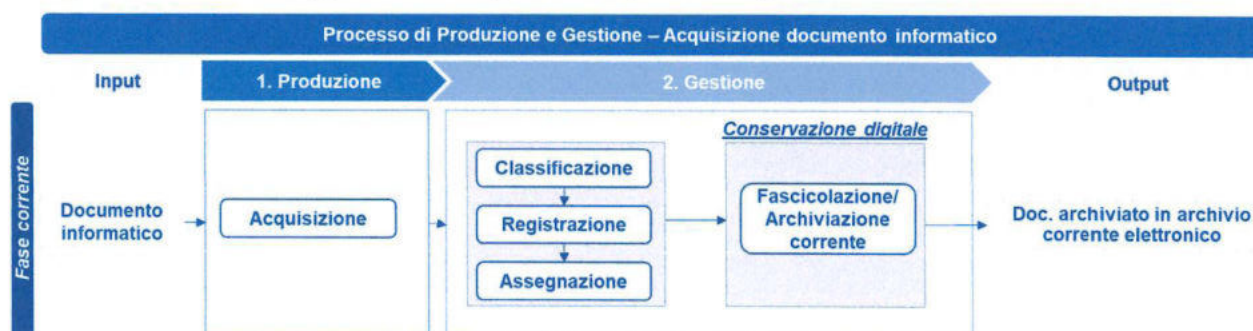 Processo di Produzione e Gestione – Acquisizione documento informatico
Input
1. Produzione
2. Gestione
Output
Fase corrente
Documento
informatico
Acquisizione
Classificazione
Registrazione
Assegnazione
Conservazione digitale
Fascicolazione/
Archiviazione
corrente
Doc. archiviato in archivio
corrente elettronico